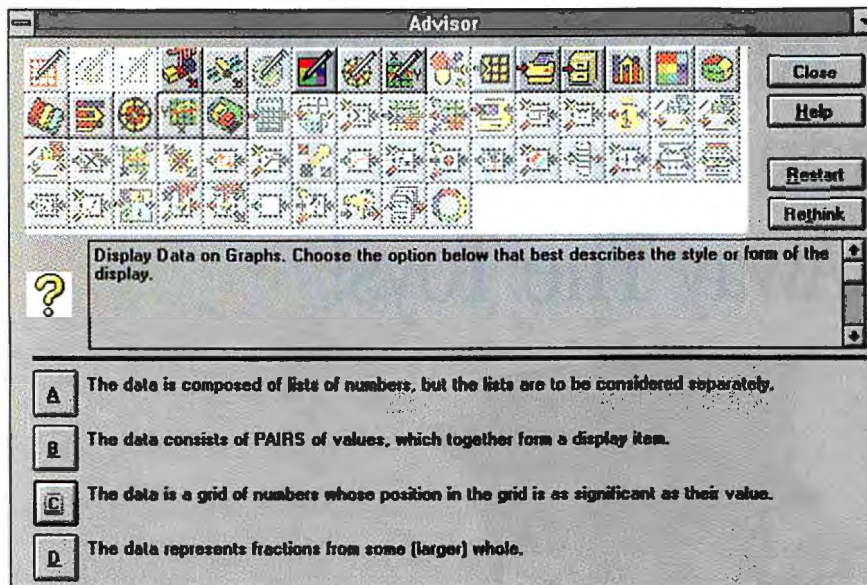 Advisor
Close
Help
Restart
Rethink
Display Data on Graphs. Choose the option below that best describes the style or form of the
display.
?
A The data is composed of lists of numbers, but the lists are to be considered separately.
B The data consists of PAIRS of values, which together form a display item.
C The data is a grid of numbers whose position in the grid is as significant as their value.
D The data represents fractions from some (larger) whole.